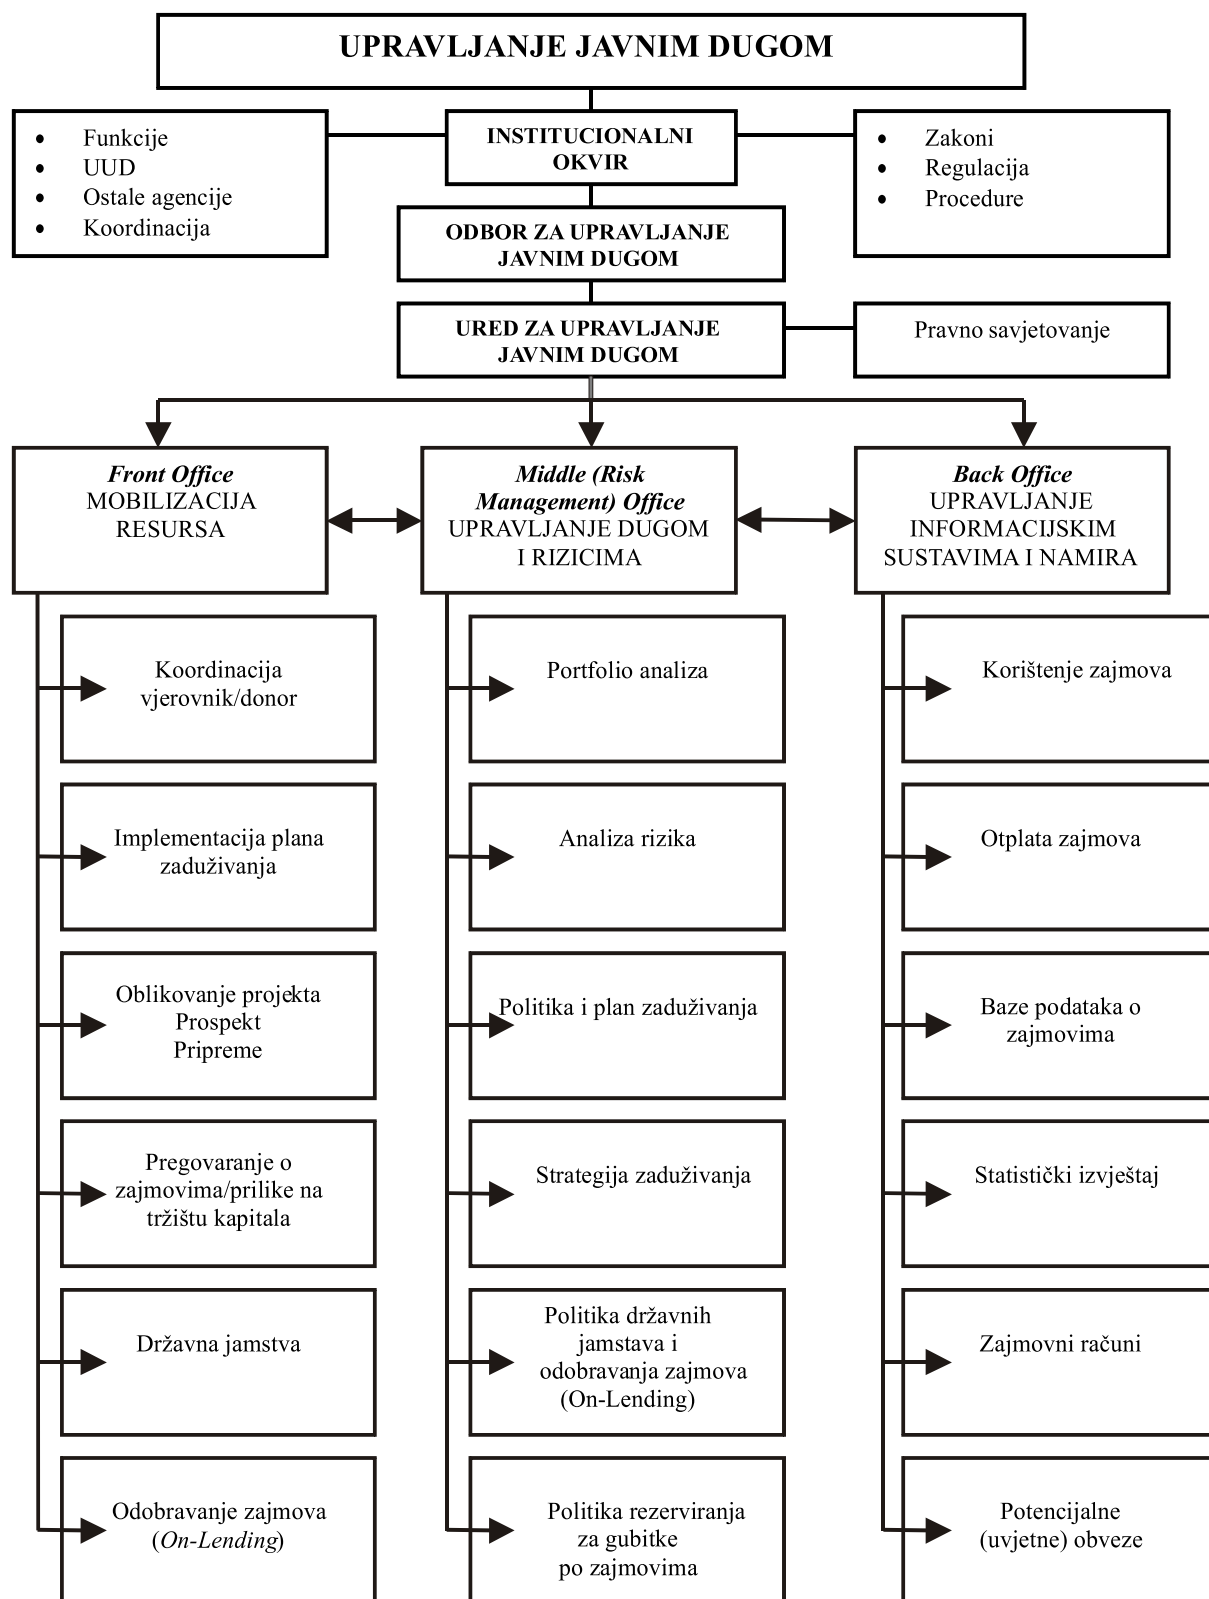 UPRAVLJANJE JAVNIM DUGOM
• Funkcije
• UUD
• Ostale agencije
• Koordinacija
INSTITUCIONALNI
OKVIR
• Zakoni
• Regulacija
• Procedure
ODBOR ZA UPRAVLJANJE
JAVNIM DUGOM
URED ZA UPRAVLJANJE
JAVNIM DUGOM
Pravno savjetovanje
Front Office
MOBILIZACIJA
RESURSA
Middle (Risk
Management) Office
UPRAVLJANJE DUGOM
I RIZICIMA
Back Office
UPRAVLJANJE
INFORMACIJSKIM
SUSTAVIMA I NAMIRA
Koordinacija
vjerovnik/donor
Implementacija plana
zaduživanja
Oblikovanje projekta
Prospekt
Pripreme
Pregovaranje o
zajmovima/prilike na
tržištu kapitala
Državna jamstva
Odobravanje zajmova
(On-Lending)
Portfolio analiza
Analiza rizika
Politika i plan zaduživanja
Strategija zaduživanja
Politika državnih
jamstava i
odobravanja zajmova
(On-Lending)
Politika rezerviranja
za gubitke
po zajmovima
Korištenje zajmova
Otplata zajmova
Baze podataka o
zajmovima
Statistički izvještaj
Zajmovni računi
Potencijalne
(uvjetne) obveze